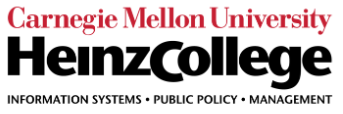 Carnegie Mellon University
HeinzCollege
INFORMATION SYSTEMS • PUBLIC POLICY • MANAGEMENT